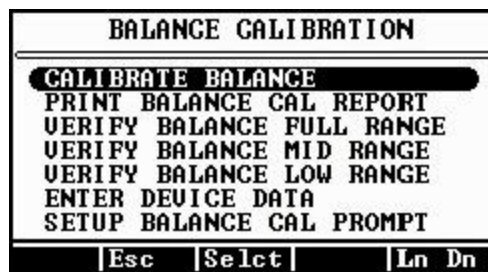 BALANCE CALIBRATION
CALIBRATE BALANCE
PRINT BALANCE CAL REPORT
VERIFY BALANCE FULL RANGE
VERIFY BALANCE MID RANGE
VERIFY BALANCE LOW RANGE
ENTER DEVICE DATA
SETUP BALANCE CAL PROMPT
Esc Selct Ln Dn